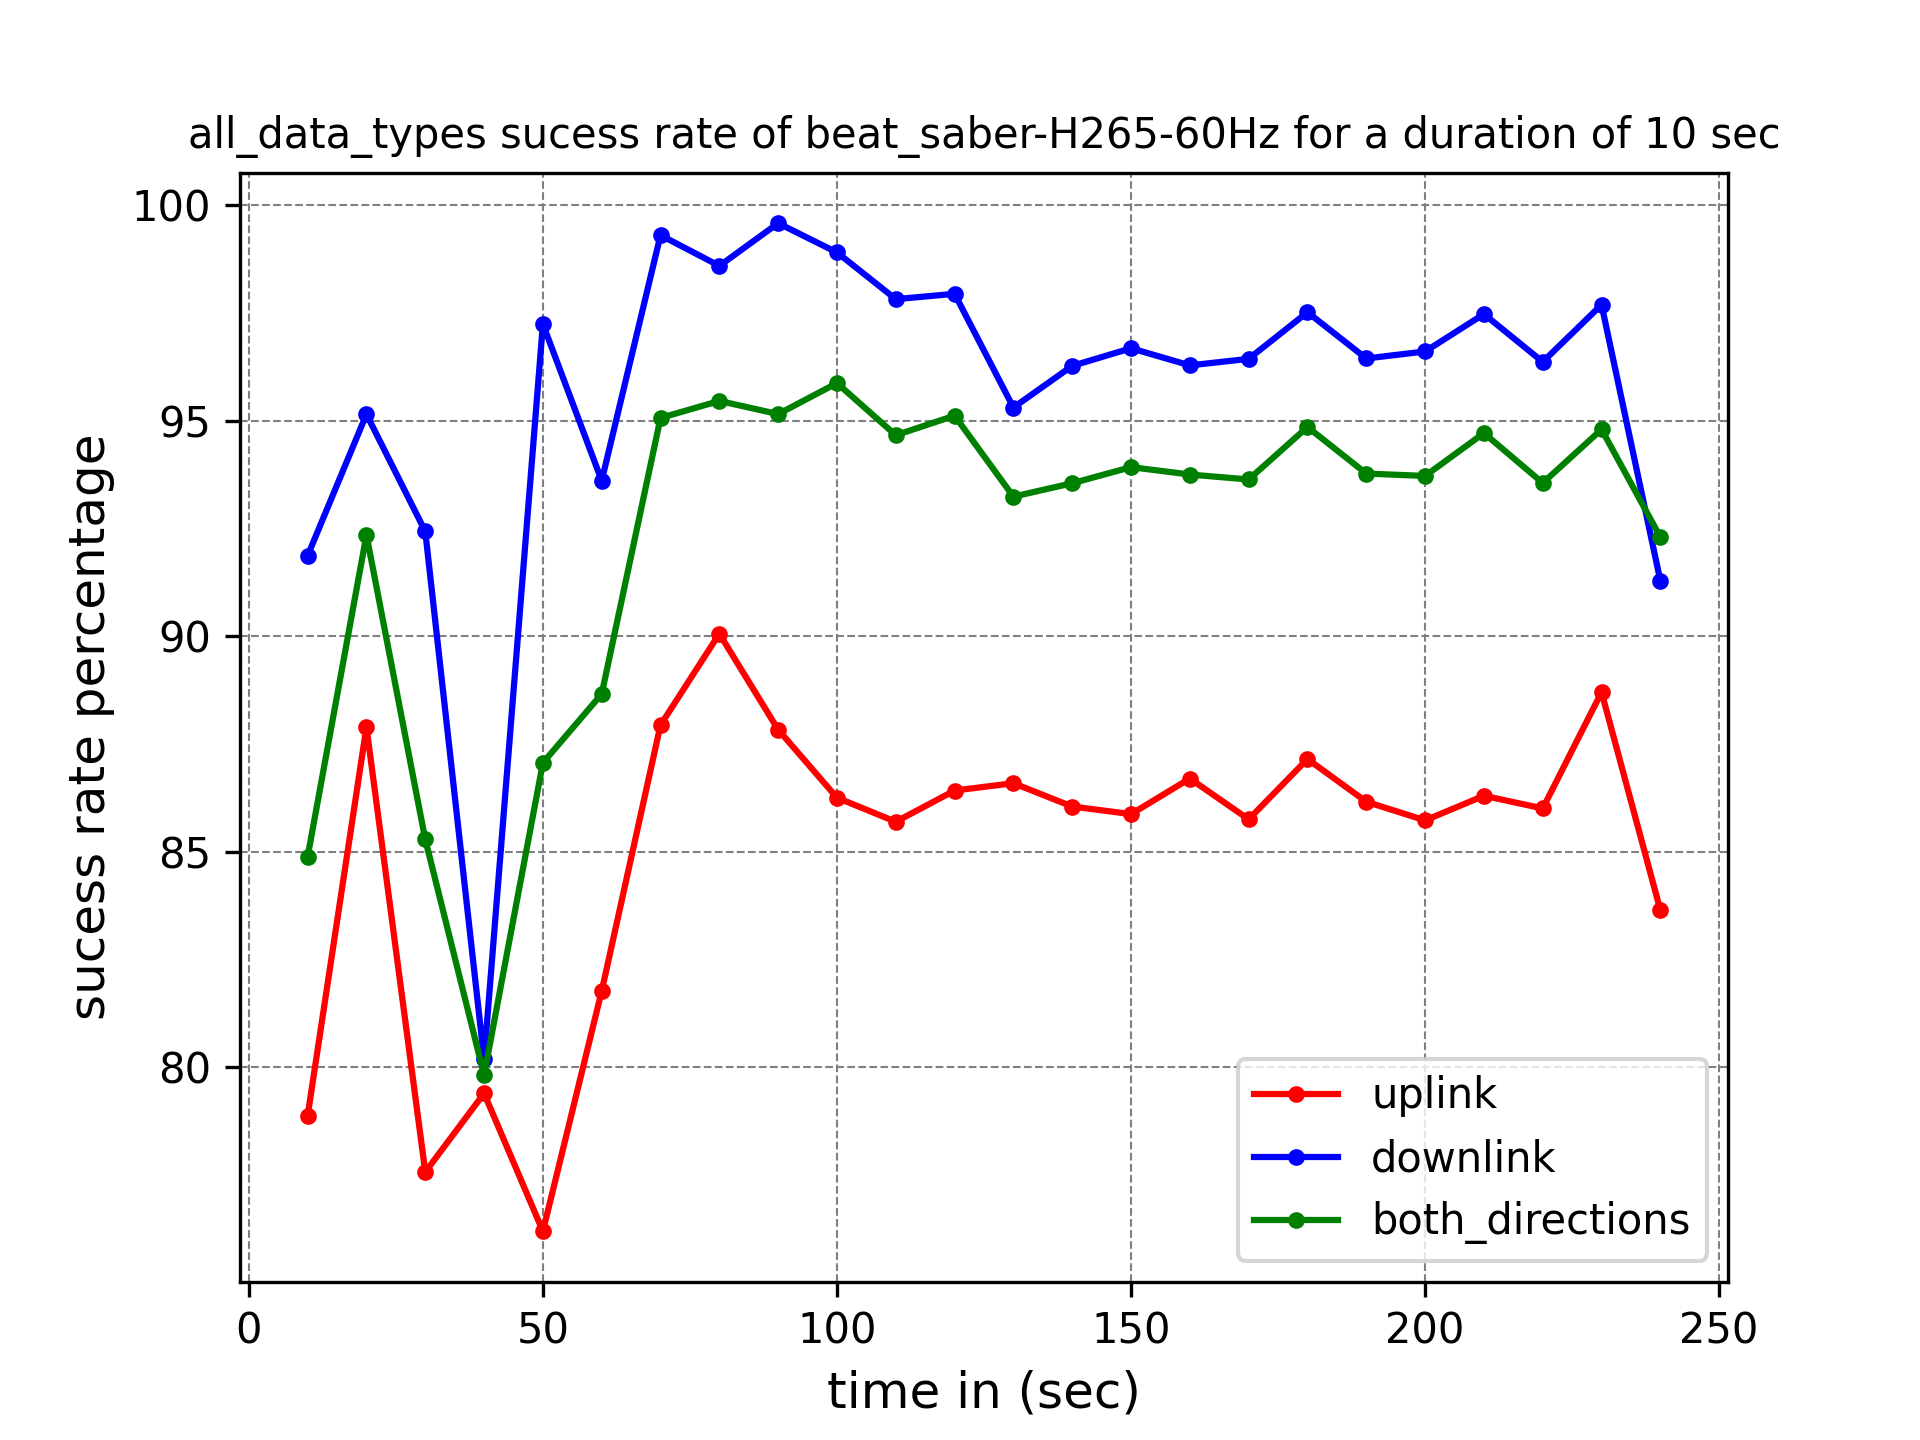 all_data_types sucess rate of beat_saber-H265-60Hz for a duration of 10 sec
sucess rate percentage
100
95
90
85
80
uplink
downlink
both_directions
0 50 100 150 200 250
time in (sec)